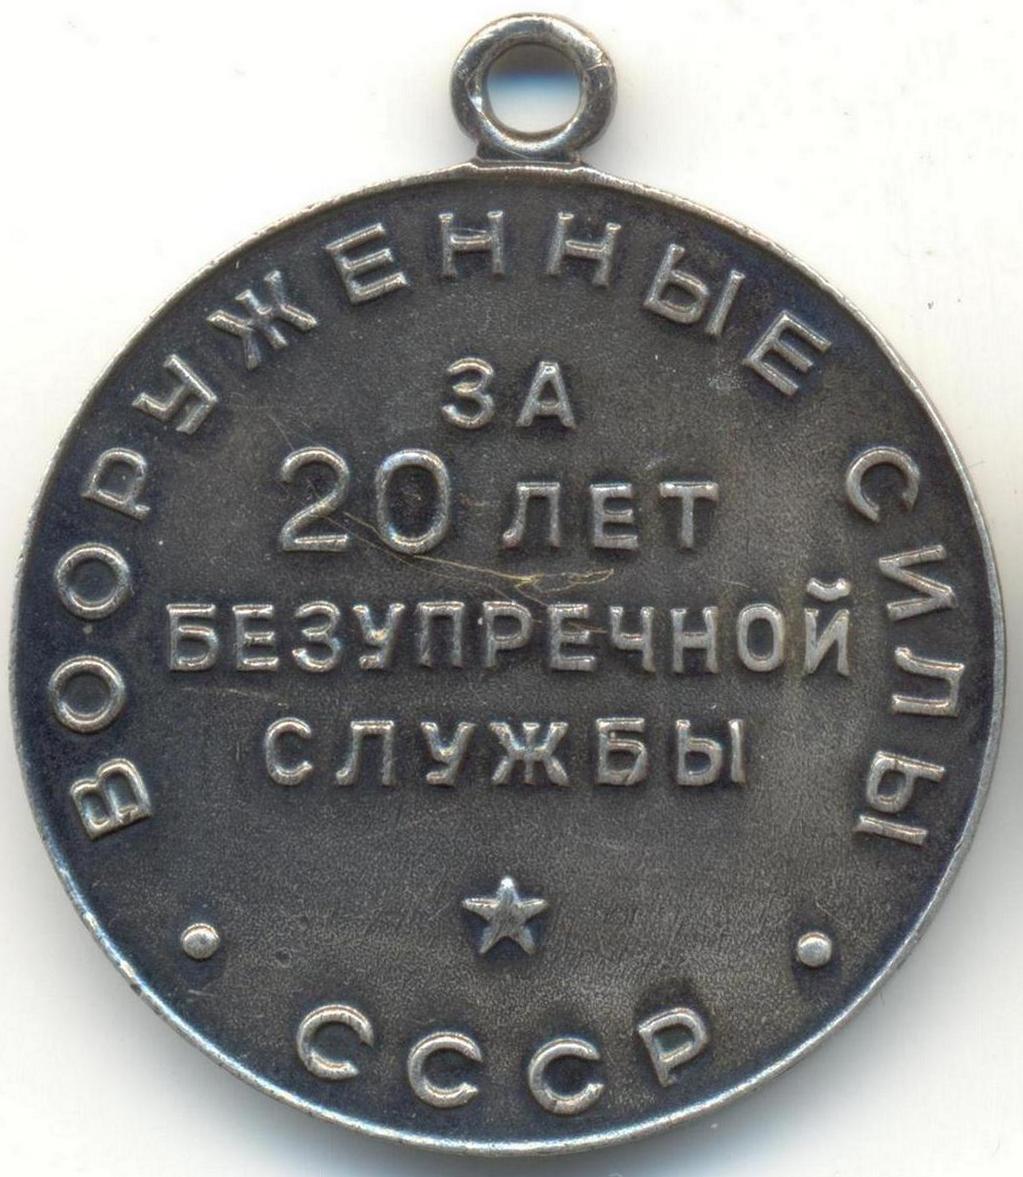 ВООРУЖЕННЫЕ СИЛЫ
ЗА
20 ЛЕТ
БЕЗУПРЕЧНОЙ
СЛУЖБЫ
СССР